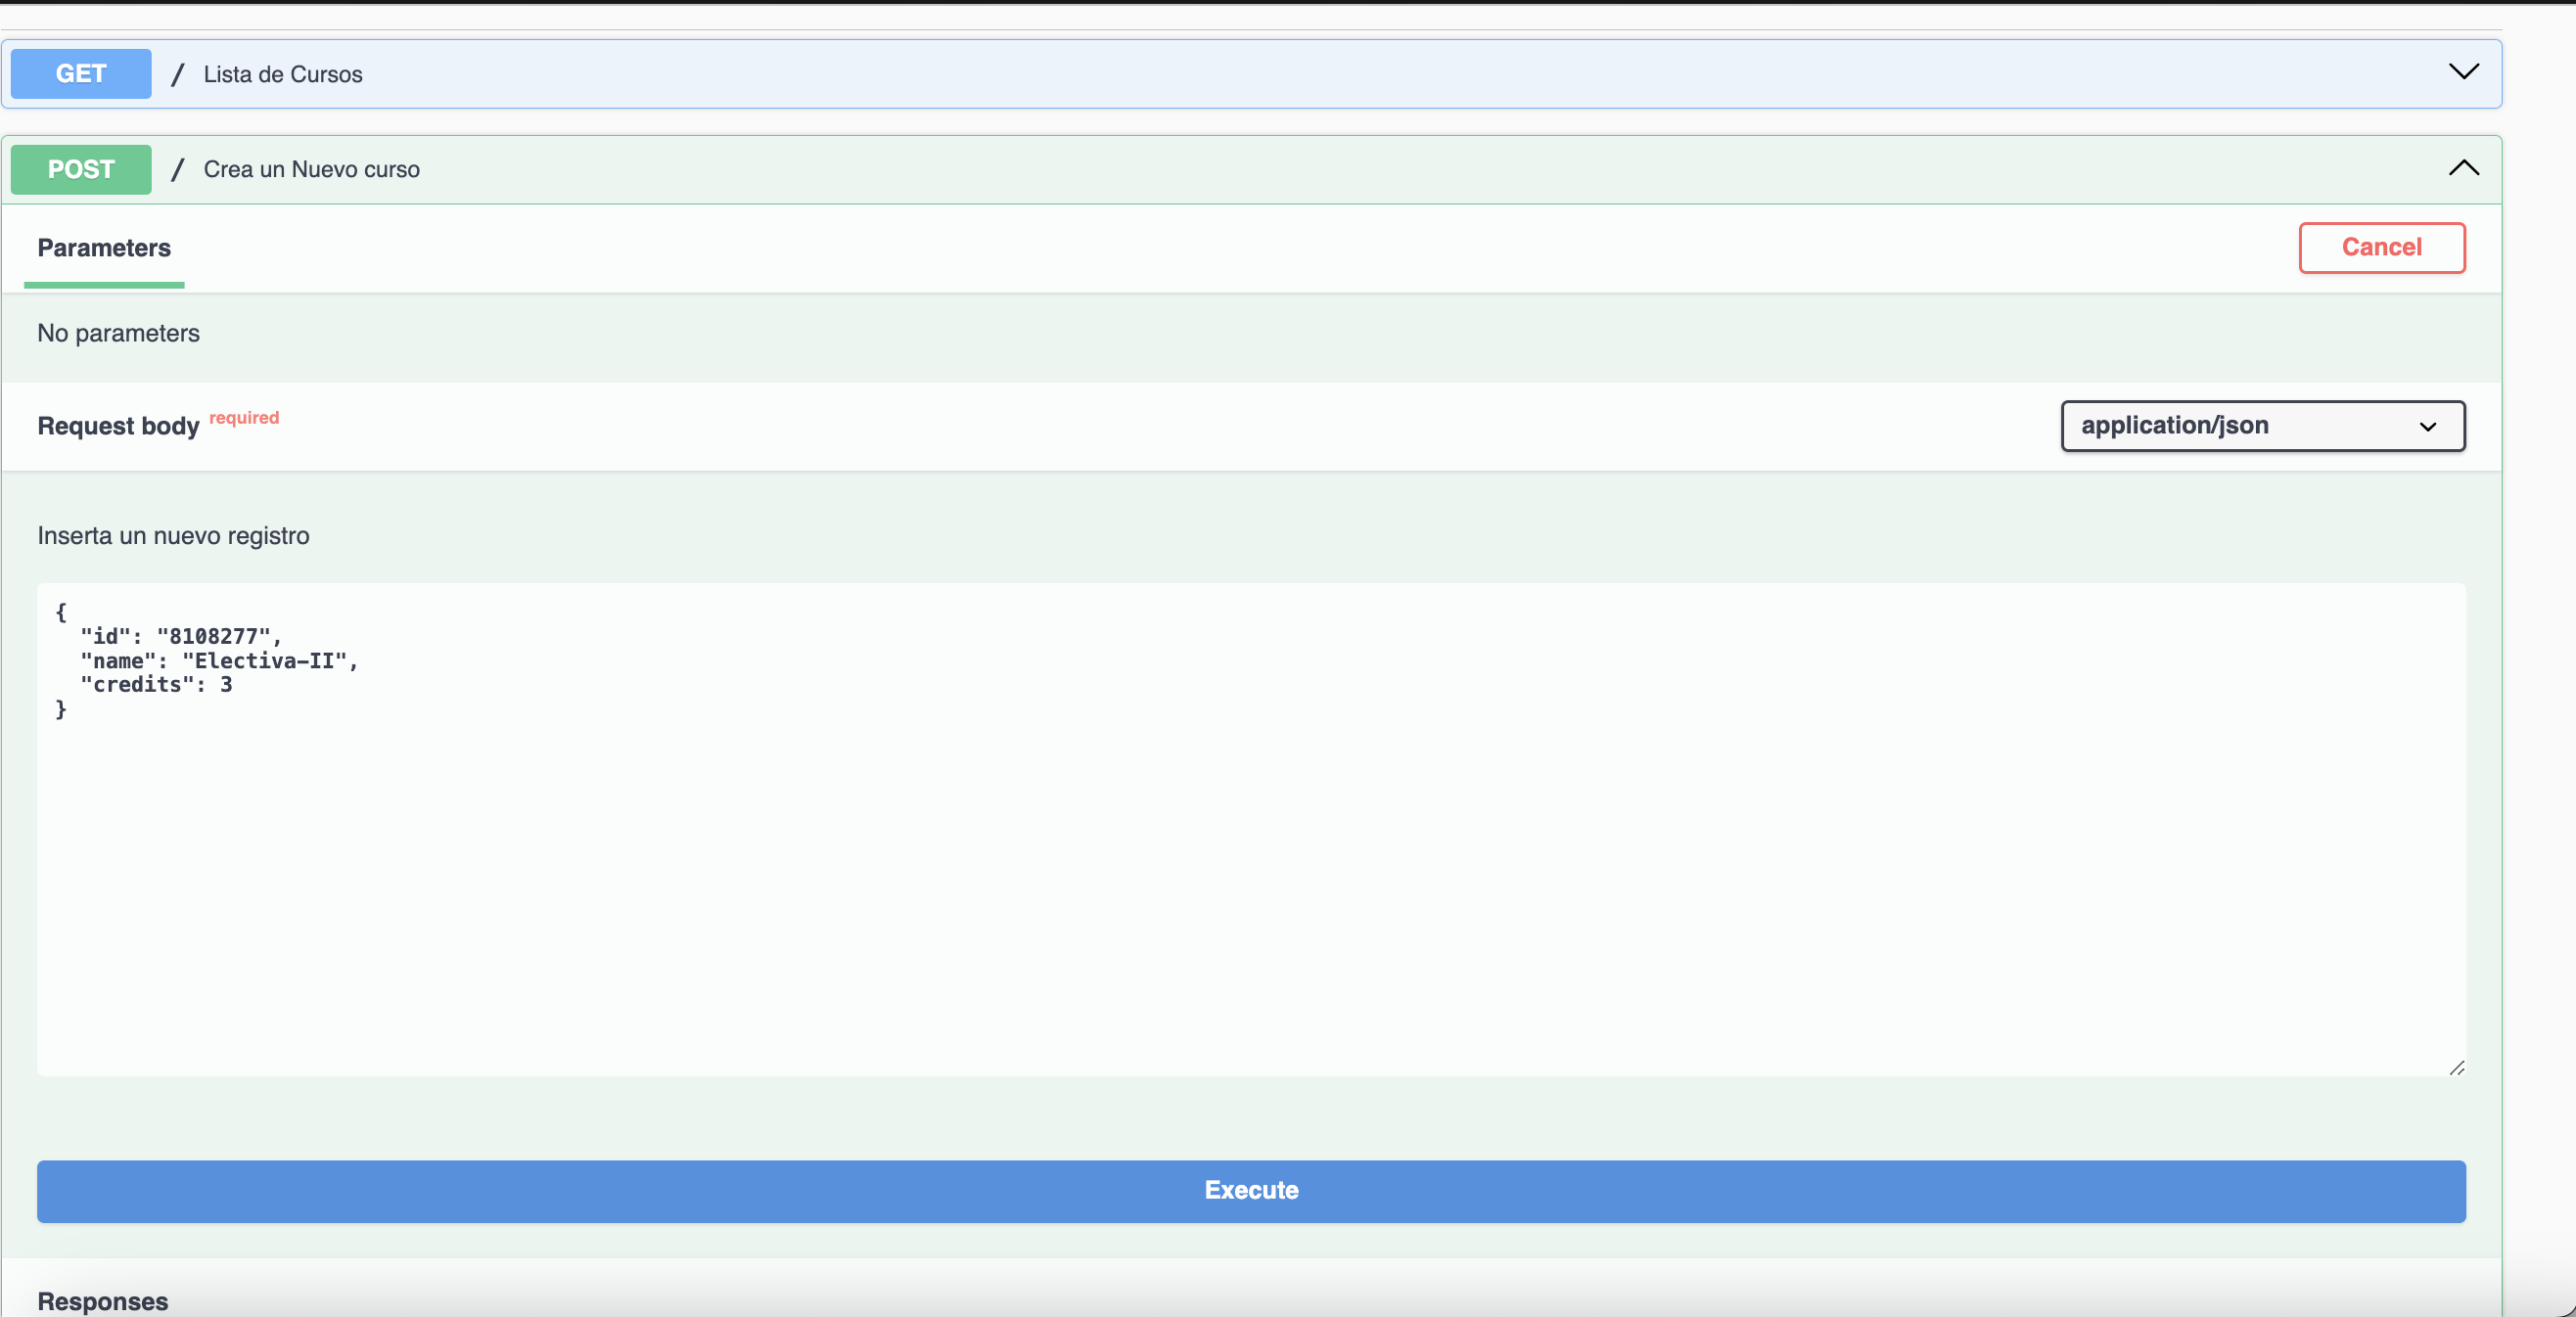 GET / Lista de Cursos
POST / Crea un Nuevo curso
Parameters
Cancel
No parameters
Request body required
application/json
Inserta un nuevo registro
{
  "id": "8108277",
  "name": "Electiva-II",
  "credits": 3
}
Execute
Responses